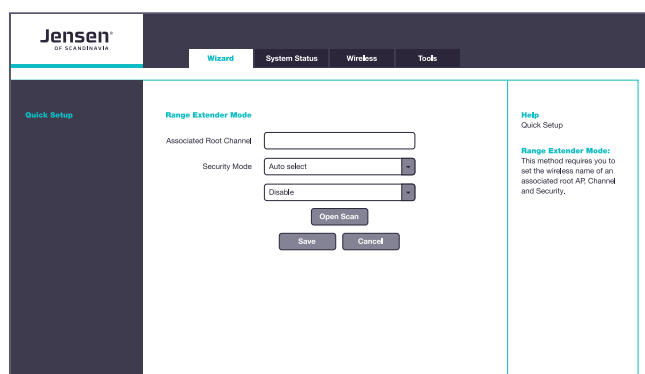 Jensen
OF SCANDINAVIA
Wizard
System Status
Wireless
Tools
Quick Setup
Range Extender Mode
Associated Root Channel
Security Mode
Auto select
Disable
Open Scan
Save
Cancel
Help
Quick Setup
Range Extender Mode:
This method requires you to
set the wireless name of an
associated root AP, Channel
and Security.